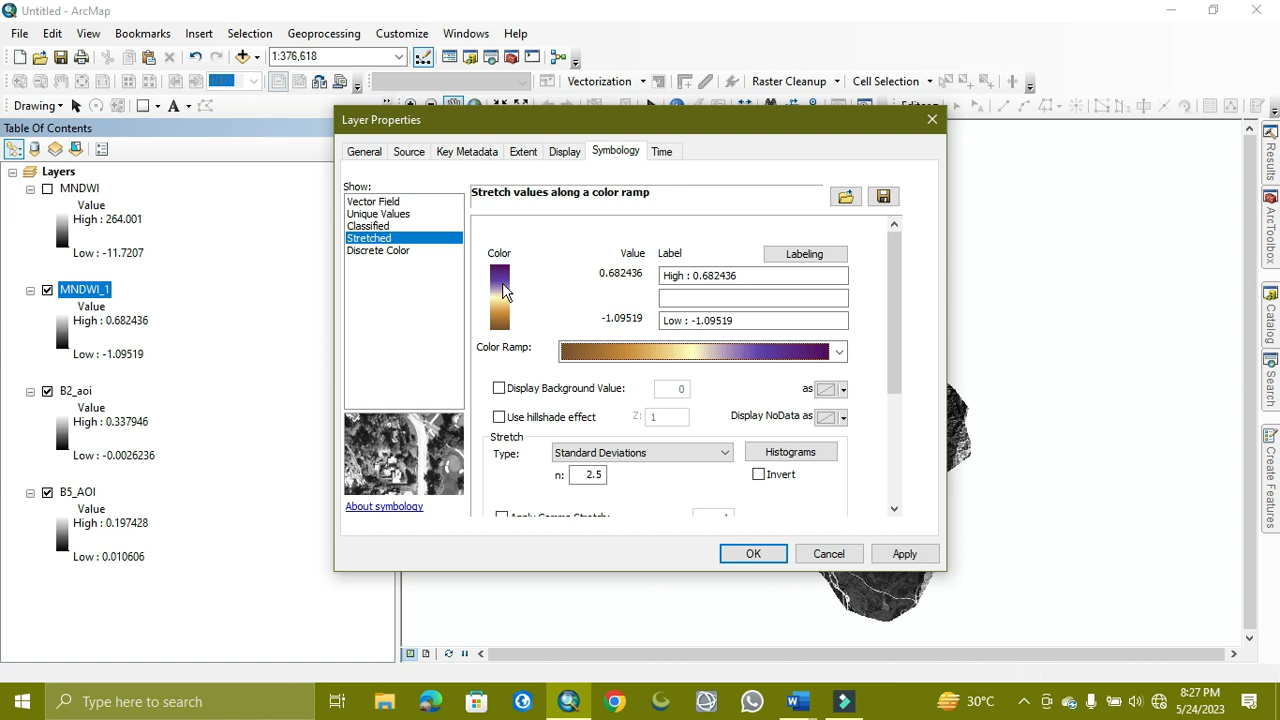 Untitled - ArcMap
File Edit View Bookmarks Insert Selection Geoprocessing Customize Windows Help
1:376,618
Vectorization Raster Cleanup Cell Selection
Drawing
Table Of Contents
Layers
MNDWI
Value
High : 264.001
Low : -11.7207
MNDWI_1
Value
High : 0.682436
Low : -1.09519
B2_aoi
Value
High : 0.337946
Low : -0.0026236
B5_AOI
Value
High : 0.197428
Low : 0.010606
Layer Properties
General Source Key Metadata Extent Display Symbology Time
Show:
Vector Field
Unique Values
Classified
Stretched
Discrete Color
About symbology
Stretch values along a color ramp
Color Value Label Labeling
0.682436 High : 0.682436
-1.09519 Low : -1.09519
Color Ramp:
Display Background Value: 0 as
Use hillshade effect Z: 1 Display NoData as
Stretch
Type: Standard Deviations Histograms
n: 2.5 Invert
OK Cancel Apply
Results
ArcToolbox
Catalog
Search
Create Features
Type here to search
30°C
8:27 PM
5/24/2023